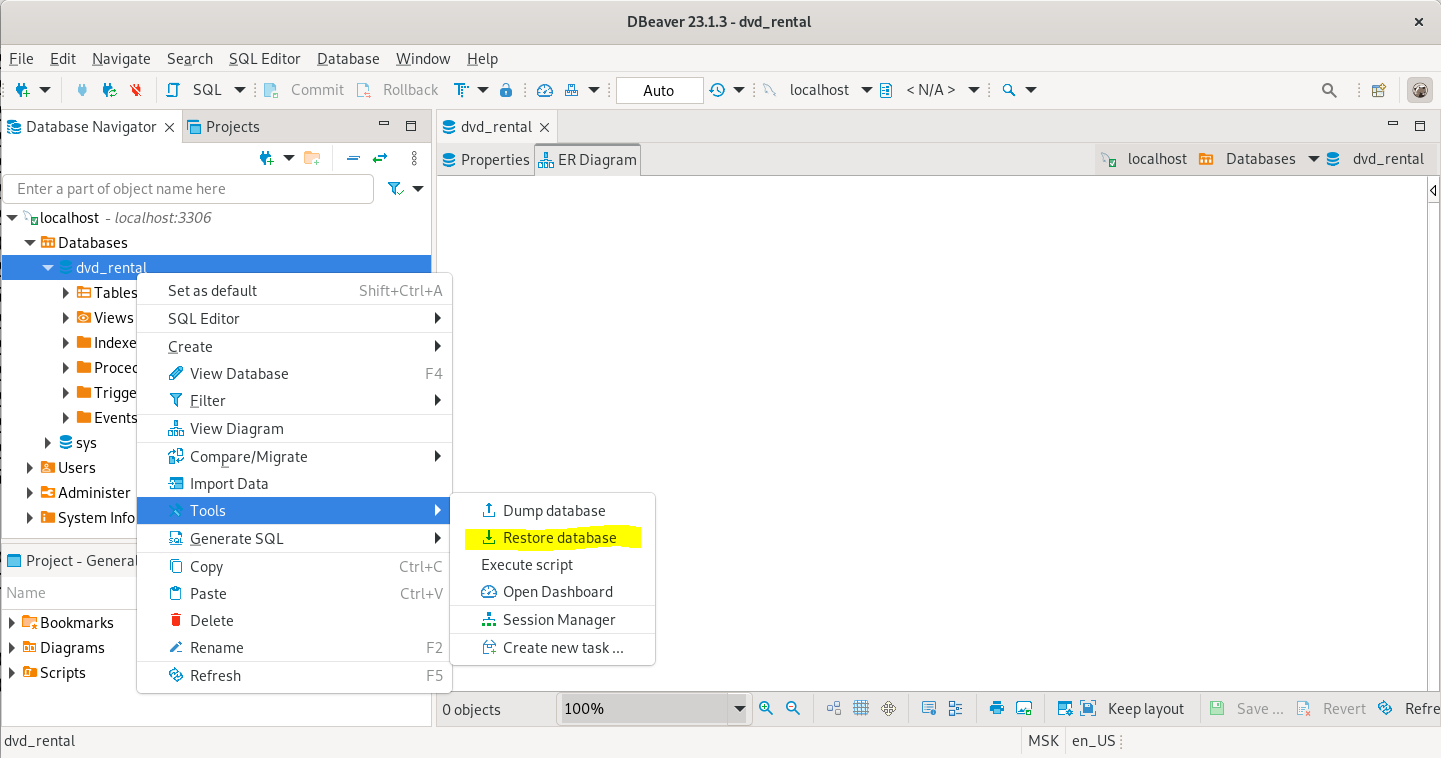 DBeaver 23.1.3 - dvd_rental
File Edit Navigate Search SQL Editor Database Window Help
SQL Commit Rollback Auto localhost < N/A >
Database Navigator Projects
dvd_rental
Properties ER Diagram localhost Databases dvd_rental
Enter a part of object name here
localhost - localhost:3306
Databases
dvd_rental
Tables
Views
Indexe
Proced
Trigge
Events
sys
Users
Administer
System Info
Set as default Shift+Ctrl+A
SQL Editor
Create
View Database F4
Filter
View Diagram
Compare/Migrate
Import Data
Tools
Generate SQL
Copy Ctrl+C
Paste Ctrl+V
Delete
Rename F2
Refresh F5
Dump database
Restore database
Execute script
Open Dashboard
Session Manager
Create new task ...
Project - General
Name
Bookmarks
Diagrams
Scripts
0 objects 100% Keep layout Save ... Revert Refre
dvd_rental MSK en_US